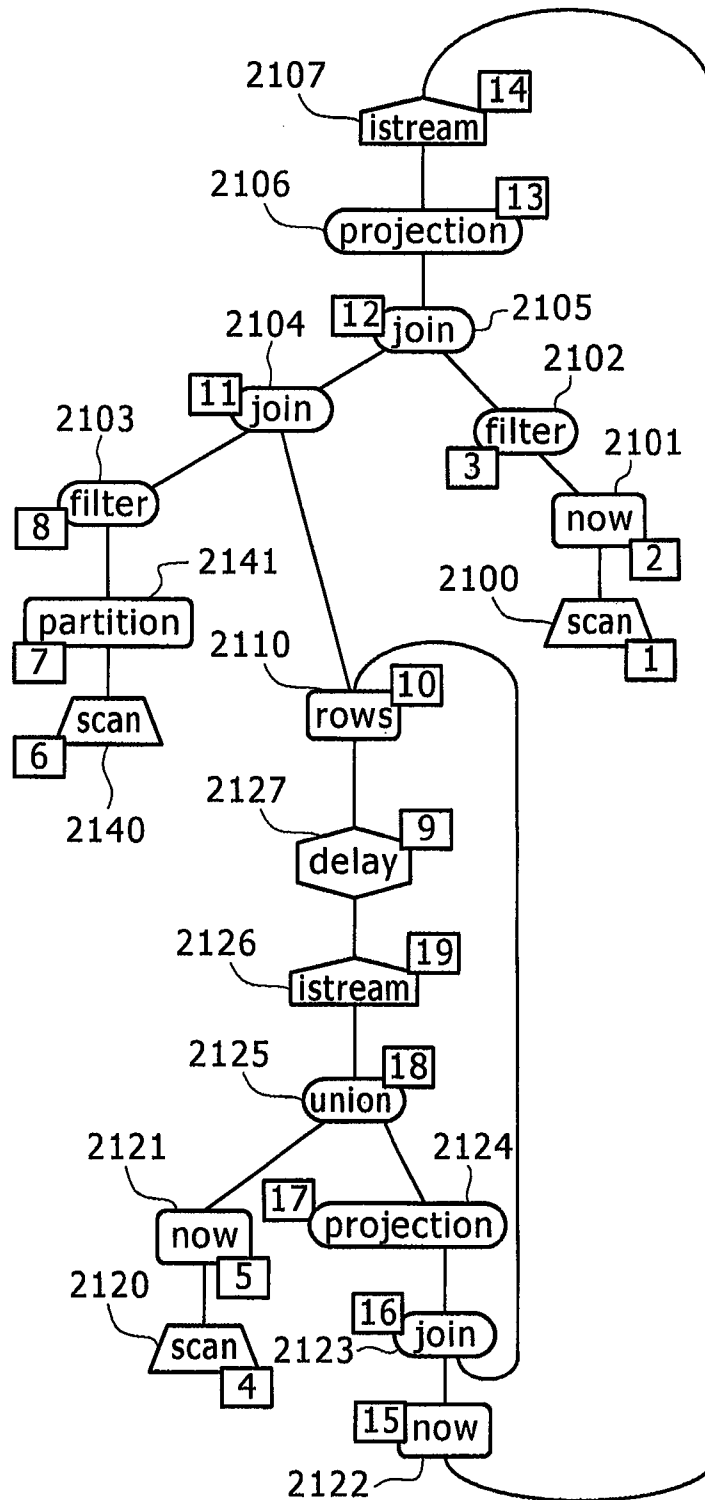 2107
14
istream
2106
13
projection
2104
12
join
2105
2102
11
join
2103
filter
3
2101
filter
8
now
2
2141
2100
partition
7
scan
1
2110
10
rows
scan
6
2127
2140
9
delay
2126
19
istream
2125
18
union
2121
2124
17
projection
now
5
2120
16
join
scan
4
2123
15
now
2122